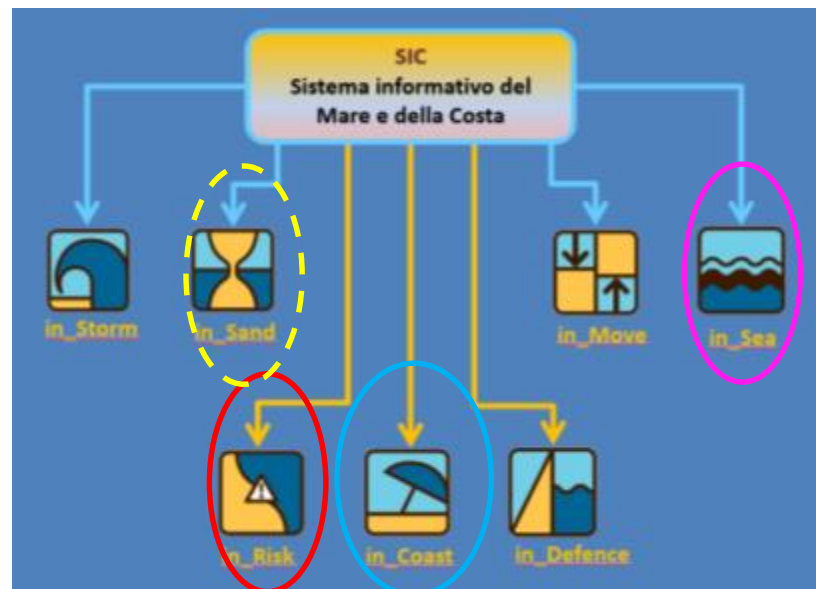 SIC
Sistema informativo del
Mare e della Costa
in_Storm
in_Sand
in_Move
in_Sea
in_Risk
in_Coast
in_Defence